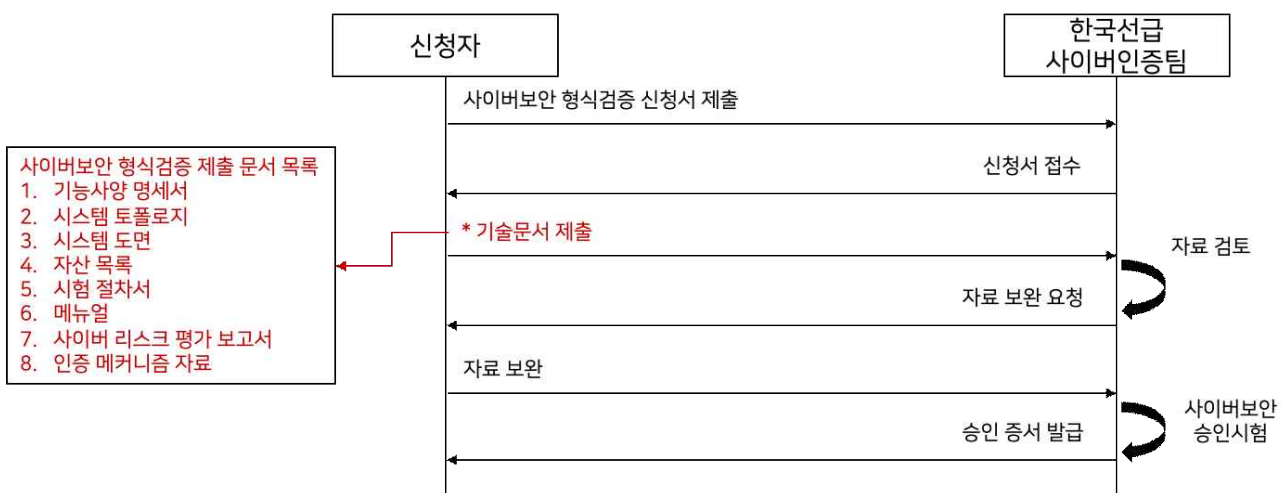 신청자
한국선급
사이버인증팀
사이버보안 형식검증 신청서 제출
신청서 접수
사이버보안 형식검증 제출 문서 목록
1. 기능사양 명세서
2. 시스템 토폴로지
3. 시스템 도면
4. 자산 목록
5. 시험 절차서
6. 메뉴얼
7. 사이버 리스크 평가 보고서
8. 인증 메커니즘 자료
* 기술문서 제출
자료 검토
자료 보완 요청
자료 보완
사이버보안
승인시험
승인 증서 발급